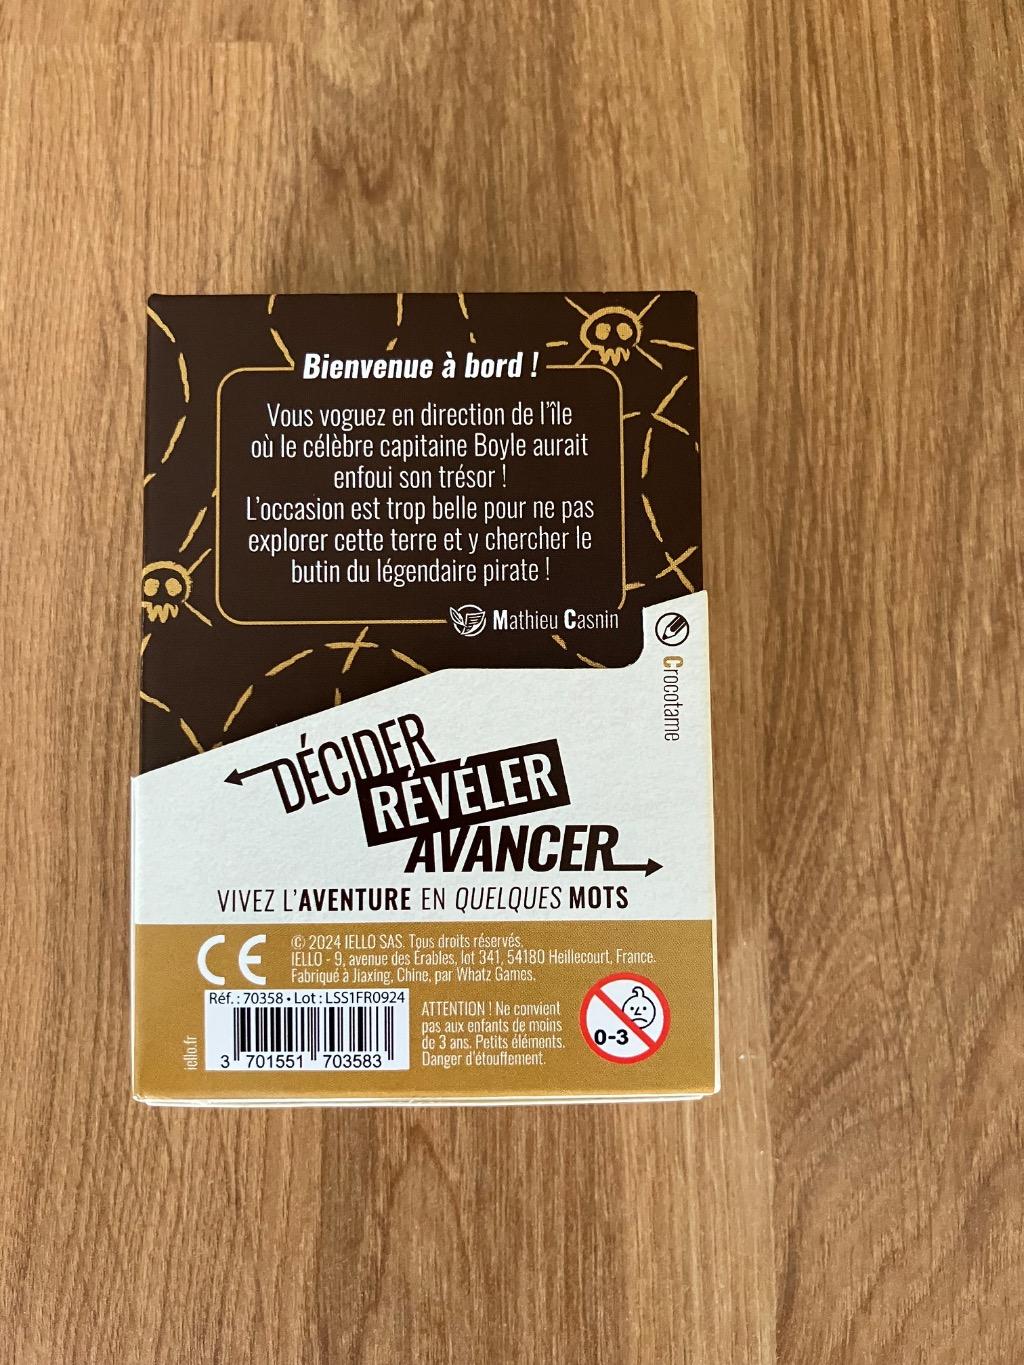 Bienvenue à bord !
Vous voguez en direction de l'île
où le célèbre capitaine Boyle aurait
enfoui son trésor !
L'occasion est trop belle pour ne pas
explorer cette terre et y chercher le
butin du légendaire pirate !
Mathieu Casnin
Crocotame
DÉCIDER
RÉVÉLER
AVANCER
VIVEZ L'AVENTURE EN QUELQUES MOTS
CE
© 2024 IELLO SAS. Tous droits réservés.
IELLO - 9, avenue des Érables, lot 341, 54180 Heillecourt, France.
Fabriqué à Jiaxing, Chine, par Whatz Games.
iello.fr
Réf. : 70358 • Lot : LSS1FR0924
3 701551 703583
ATTENTION ! Ne convient
pas aux enfants de moins
de 3 ans. Petits éléments.
Danger d'étouffement.
0-3